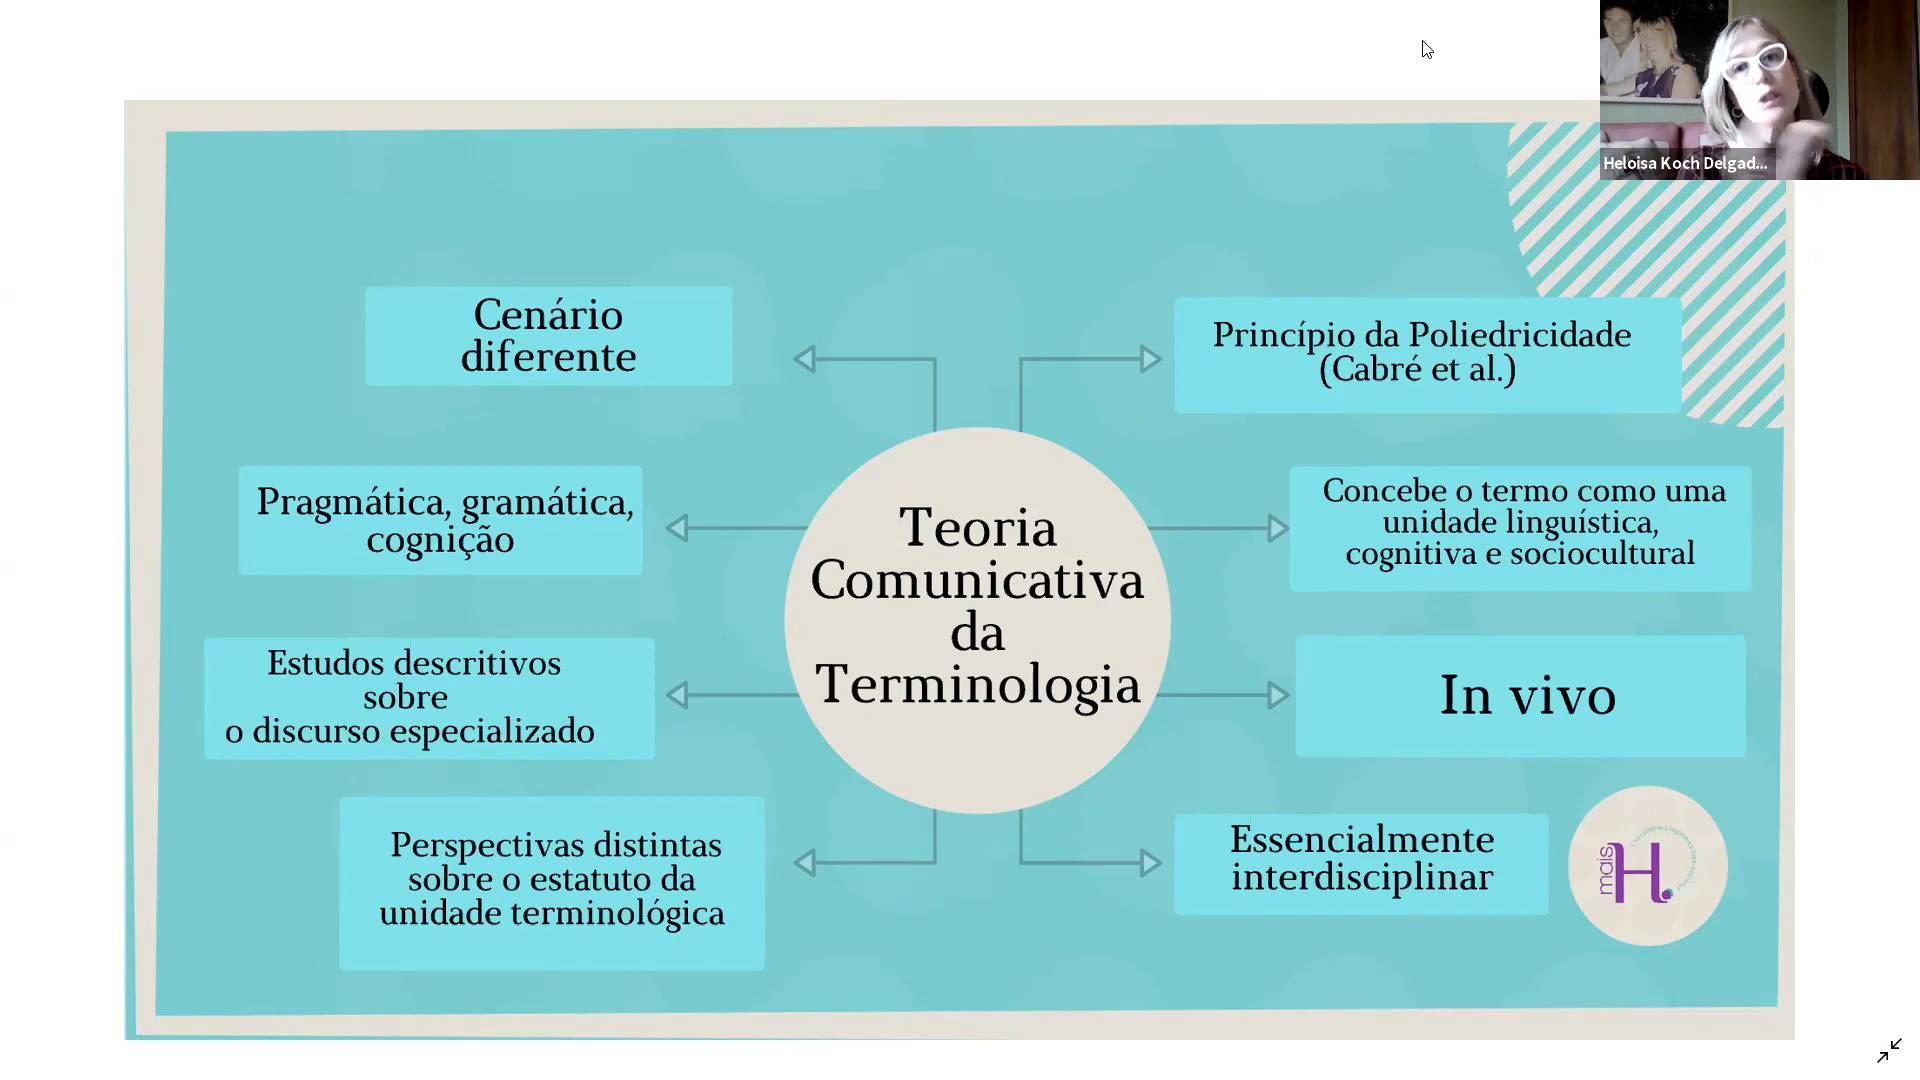 Heloisa Koch Delgad...
Cenário
diferente
Princípio da Poliedricidade
(Cabré et al.)
Pragmática, gramática,
cognição
Teoria
Comunicativa
da
Terminologia
Concebe o termo como uma
unidade linguística,
cognitiva e sociocultural
Estudos descritivos
sobre
o discurso especializado
In vivo
Perspectivas distintas
sobre o estatuto da
unidade terminológica
Essencialmente
interdisciplinar
mais
H